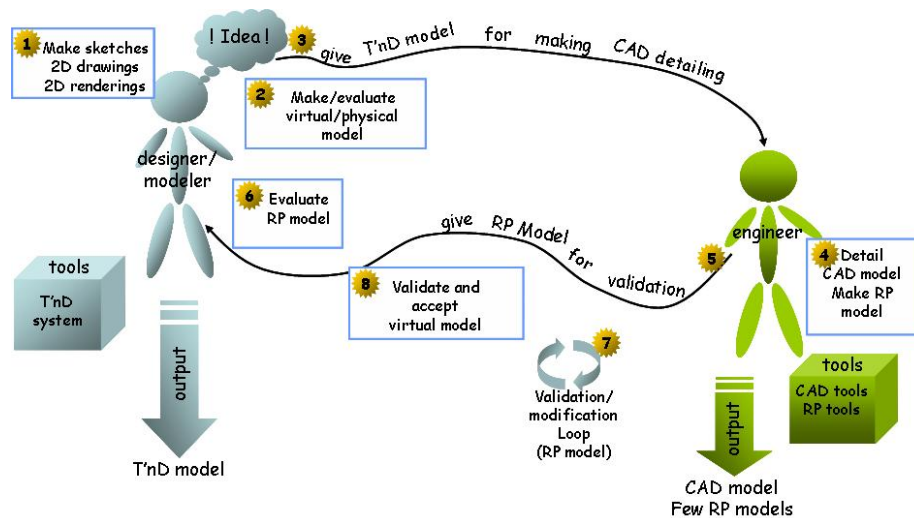 ! Idea !
1
Make sketches
2D drawings
2D renderings
3
give T'nD model for making CAD detailing
2
Make/evaluate
virtual/physical
model
designer/
modeler
6
Evaluate
RP model
give RP Model for validation
5
engineer
4
Detail
CAD model
Make RP
model
8
Validate and
accept
virtual model
tools
T'nD
system
7
Validation/
modification
Loop
(RP model)
tools
CAD tools
RP tools
output
T'nD model
output
CAD model
Few RP models